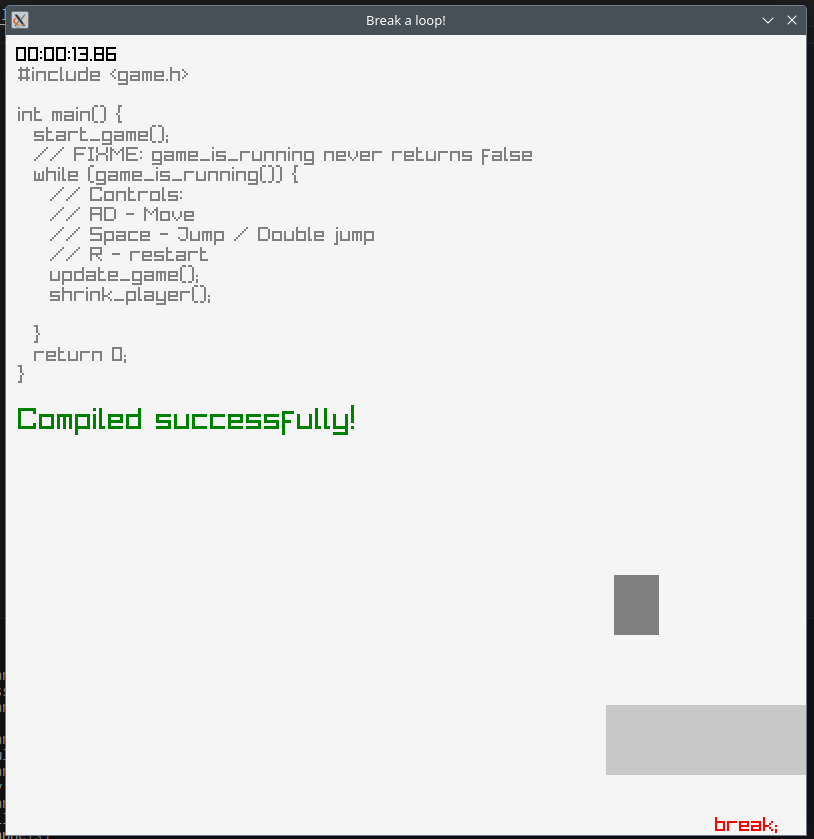 Break a loop!
00:00:13.86
#include <game.h>
int main() {
start_game();
// FIXME: game_is_running never returns false
while (game_is_running()) {
// Controls:
// AD - Move
// Space - Jump / Double jump
// R - restart
update_game();
shrink_player();
}
return 0;
}
Compiled successfully!
break;